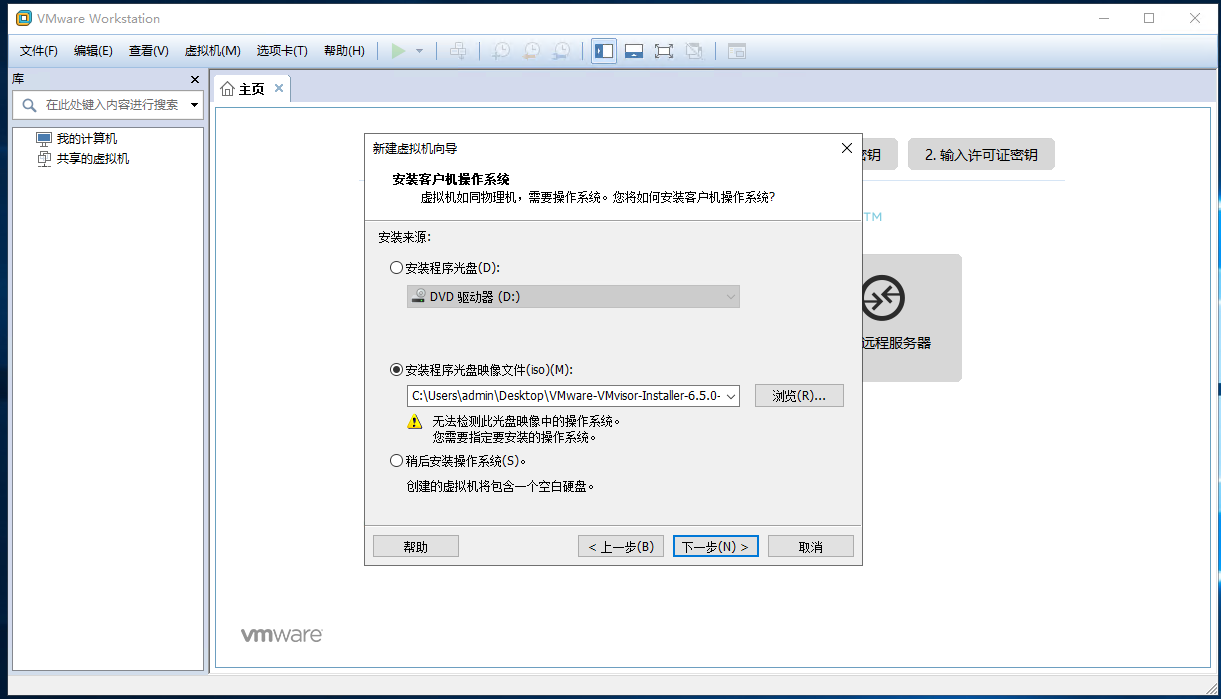 VMware Workstation
文件(F) 编辑(E) 查看(V) 虚拟机(M) 选项卡(T) 帮助(H)
库
主页
在此处键入内容进行搜索
我的计算机
共享的虚拟机
密钥
2. 输入许可证密钥
TM
远程服务器
新建虚拟机向导
安装客户机操作系统
虚拟机如同物理机，需要操作系统。您将如何安装客户机操作系统?
安装来源:
安装程序光盘(D):
DVD 驱动器 (D:)
安装程序光盘映像文件(iso)(M):
C:\Users\admin\Desktop\VMware-VMvisor-Installer-6.5.0-
浏览(R)...
无法检测此光盘映像中的操作系统。
您需要指定要安装的操作系统。
稍后安装操作系统(S)。
创建的虚拟机将包含一个空白硬盘。
帮助
< 上一步(B)
下一步(N) >
取消
vmware